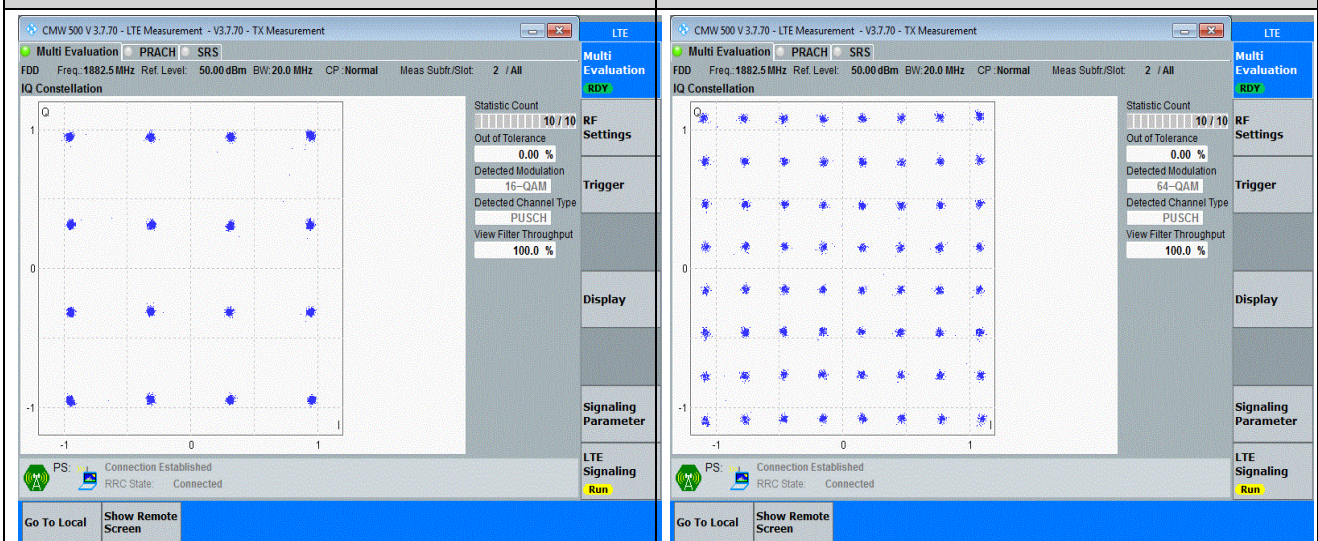 CMW 500 V 3.7.70 - LTE Measurement - V3.7.70 - TX Measurement
LTE
Multi Evaluation PRACH SRS
FDD Freq.: 1882.5 MHz Ref. Level: 50.00 dBm BW: 20.0 MHz CP : Normal Meas Subfr./Slot: 2 / All
IQ Constellation
Q
1
0
-1
-1 0 1
I
Statistic Count
10 / 10
Out of Tolerance
0.00 %
Detected Modulation
16-QAM
Detected Channel Type
PUSCH
View Filter Throughput
100.0 %
Multi
Evaluation
RDY
RF
Settings
Trigger
Display
Signaling
Parameter
LTE
Signaling
Run
PS: Connection Established
RRC State: Connected
Go To Local
Show Remote
Screen
CMW 500 V 3.7.70 - LTE Measurement - V3.7.70 - TX Measurement
LTE
Multi Evaluation PRACH SRS
FDD Freq.: 1882.5 MHz Ref. Level: 50.00 dBm BW: 20.0 MHz CP : Normal Meas Subfr./Slot: 2 / All
IQ Constellation
Q
1
0
-1
-1 0 1
I
Statistic Count
10 / 10
Out of Tolerance
0.00 %
Detected Modulation
64-QAM
Detected Channel Type
PUSCH
View Filter Throughput
100.0 %
Multi
Evaluation
RDY
RF
Settings
Trigger
Display
Signaling
Parameter
LTE
Signaling
Run
PS: Connection Established
RRC State: Connected
Go To Local
Show Remote
Screen